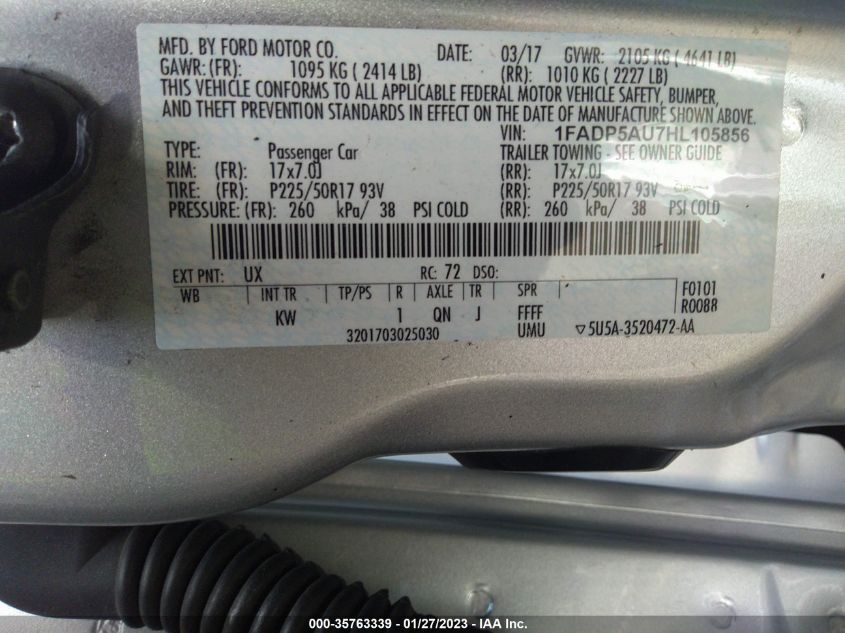 MFD. BY FORD MOTOR CO. DATE: 03/17 GVWR: 2105 KG ( 4641 LB)
GAWR: (FR): 1095 KG ( 2414 LB) (RR): 1010 KG ( 2227 LB)
THIS VEHICLE CONFORMS TO ALL APPLICABLE FEDERAL MOTOR VEHICLE SAFETY, BUMPER,
AND THEFT PREVENTION STANDARDS IN EFFECT ON THE DATE OF MANUFACTURE SHOWN ABOVE.
VIN: 1FADP5AU7HL105856
TYPE: Passenger Car TRAILER TOWING - SEE OWNER GUIDE
RIM: (FR): 17x7.0J (RR): 17x7.0J
TIRE: (FR): P225/50R17 93V (RR): P225/50R17 93V
PRESSURE: (FR): 260 kPa/ 38 PSI COLD (RR): 260 kPa/ 38 PSI COLD
EXT PNT: UX RC: 72 DSO:
WB INT TR TP/PS R AXLE TR SPR F0101
KW 1 QN J FFFF R0088
3201703025030 UMU ▽5U5A-3520472-AA
000-35763339 — 01/27/2023 — IAA Inc.